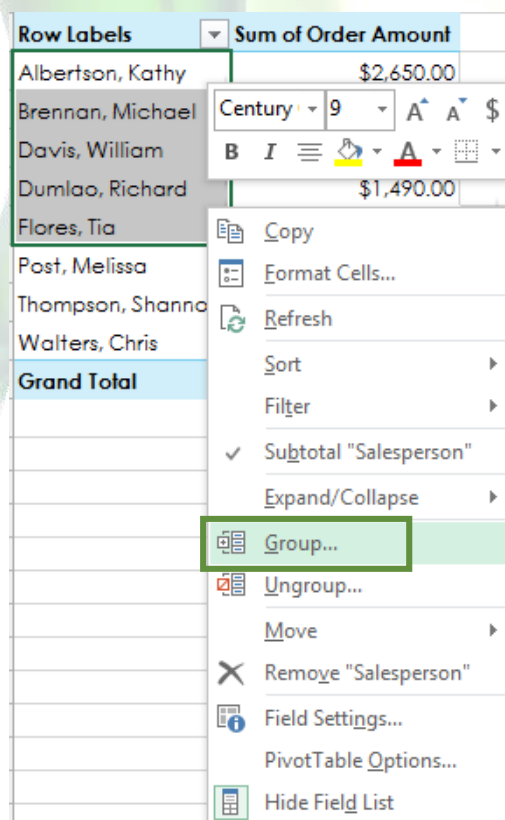 Row Labels Sum of Order Amount
Albertson, Kathy $2,650.00
Brennan, Michael
Century 9 A A $
Davis, William
B I A
Dumlao, Richard $1,490.00
Flores, Tia
Post, Melissa
Thompson, Shanno
Walters, Chris
Grand Total
Copy
Format Cells...
Refresh
Sort
Filter
Subtotal "Salesperson"
Expand/Collapse
Group...
Ungroup...
Move
Remove "Salesperson"
Field Settings...
PivotTable Options...
Hide Field List